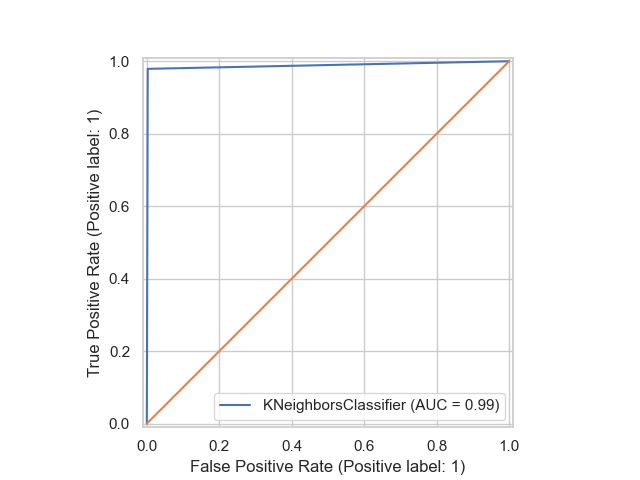 1.0
0.8
0.6
0.4
0.2
0.0
True Positive Rate (Positive label: 1)
KNeighborsClassifier (AUC = 0.99)
0.0 0.2 0.4 0.6 0.8 1.0
False Positive Rate (Positive label: 1)